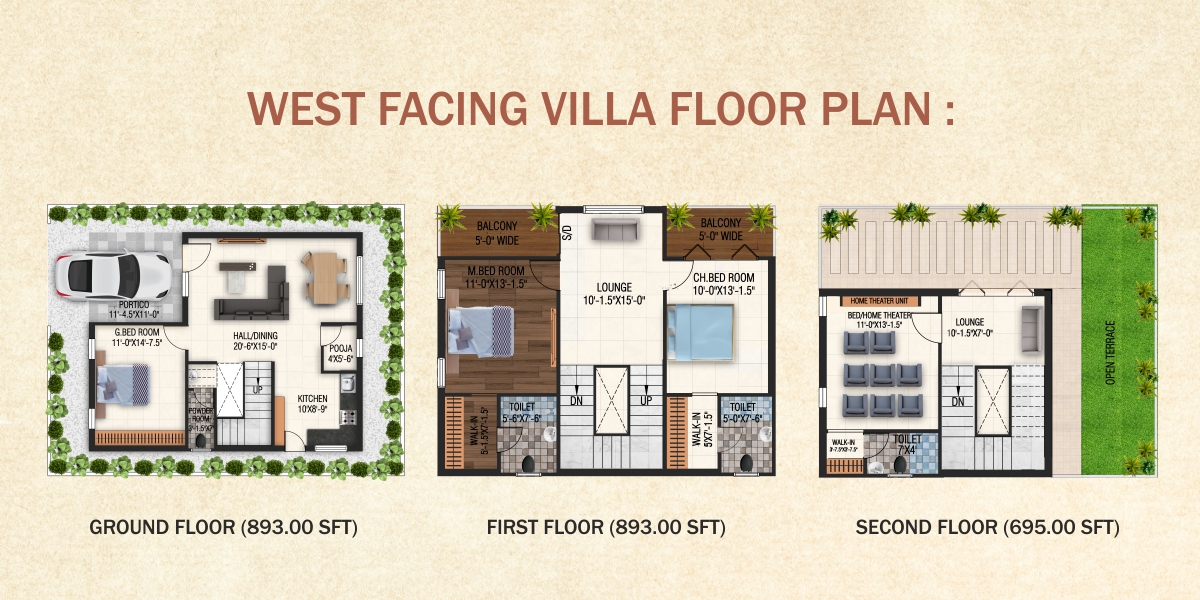 WEST FACING VILLA FLOOR PLAN :
PORTICO
11'-4.5"X11'-0"
G.BED ROOM
11'-0"X14'-7.5"
HALL/DINING
20'-6"X15'-0"
POOJA
4'X5'-6"
UP
KITCHEN
10'X8'-9"
POWDER
ROOM
GROUND FLOOR (893.00 SFT)
BALCONY
5'-0" WIDE
S/D
BALCONY
5'-0" WIDE
M.BED ROOM
11'-0"X13'-1.5"
LOUNGE
10'-1.5"X15'-0"
CH.BED ROOM
10'-0"X13'-1.5"
DN
UP
WALK-IN
5'-1.5"X7'-1.5"
TOILET
5'-6"X7'-6"
WALK-IN
5'X7'-1.5"
TOILET
5'-0"X7'-6"
FIRST FLOOR (893.00 SFT)
HOME THEATER UNIT
BED/HOME THEATER
11'-0"X13'-1.5"
LOUNGE
10'-1.5"X7'-0"
OPEN TERRACE
DN
WALK-IN
TOILET
7'X4'
SECOND FLOOR (695.00 SFT)